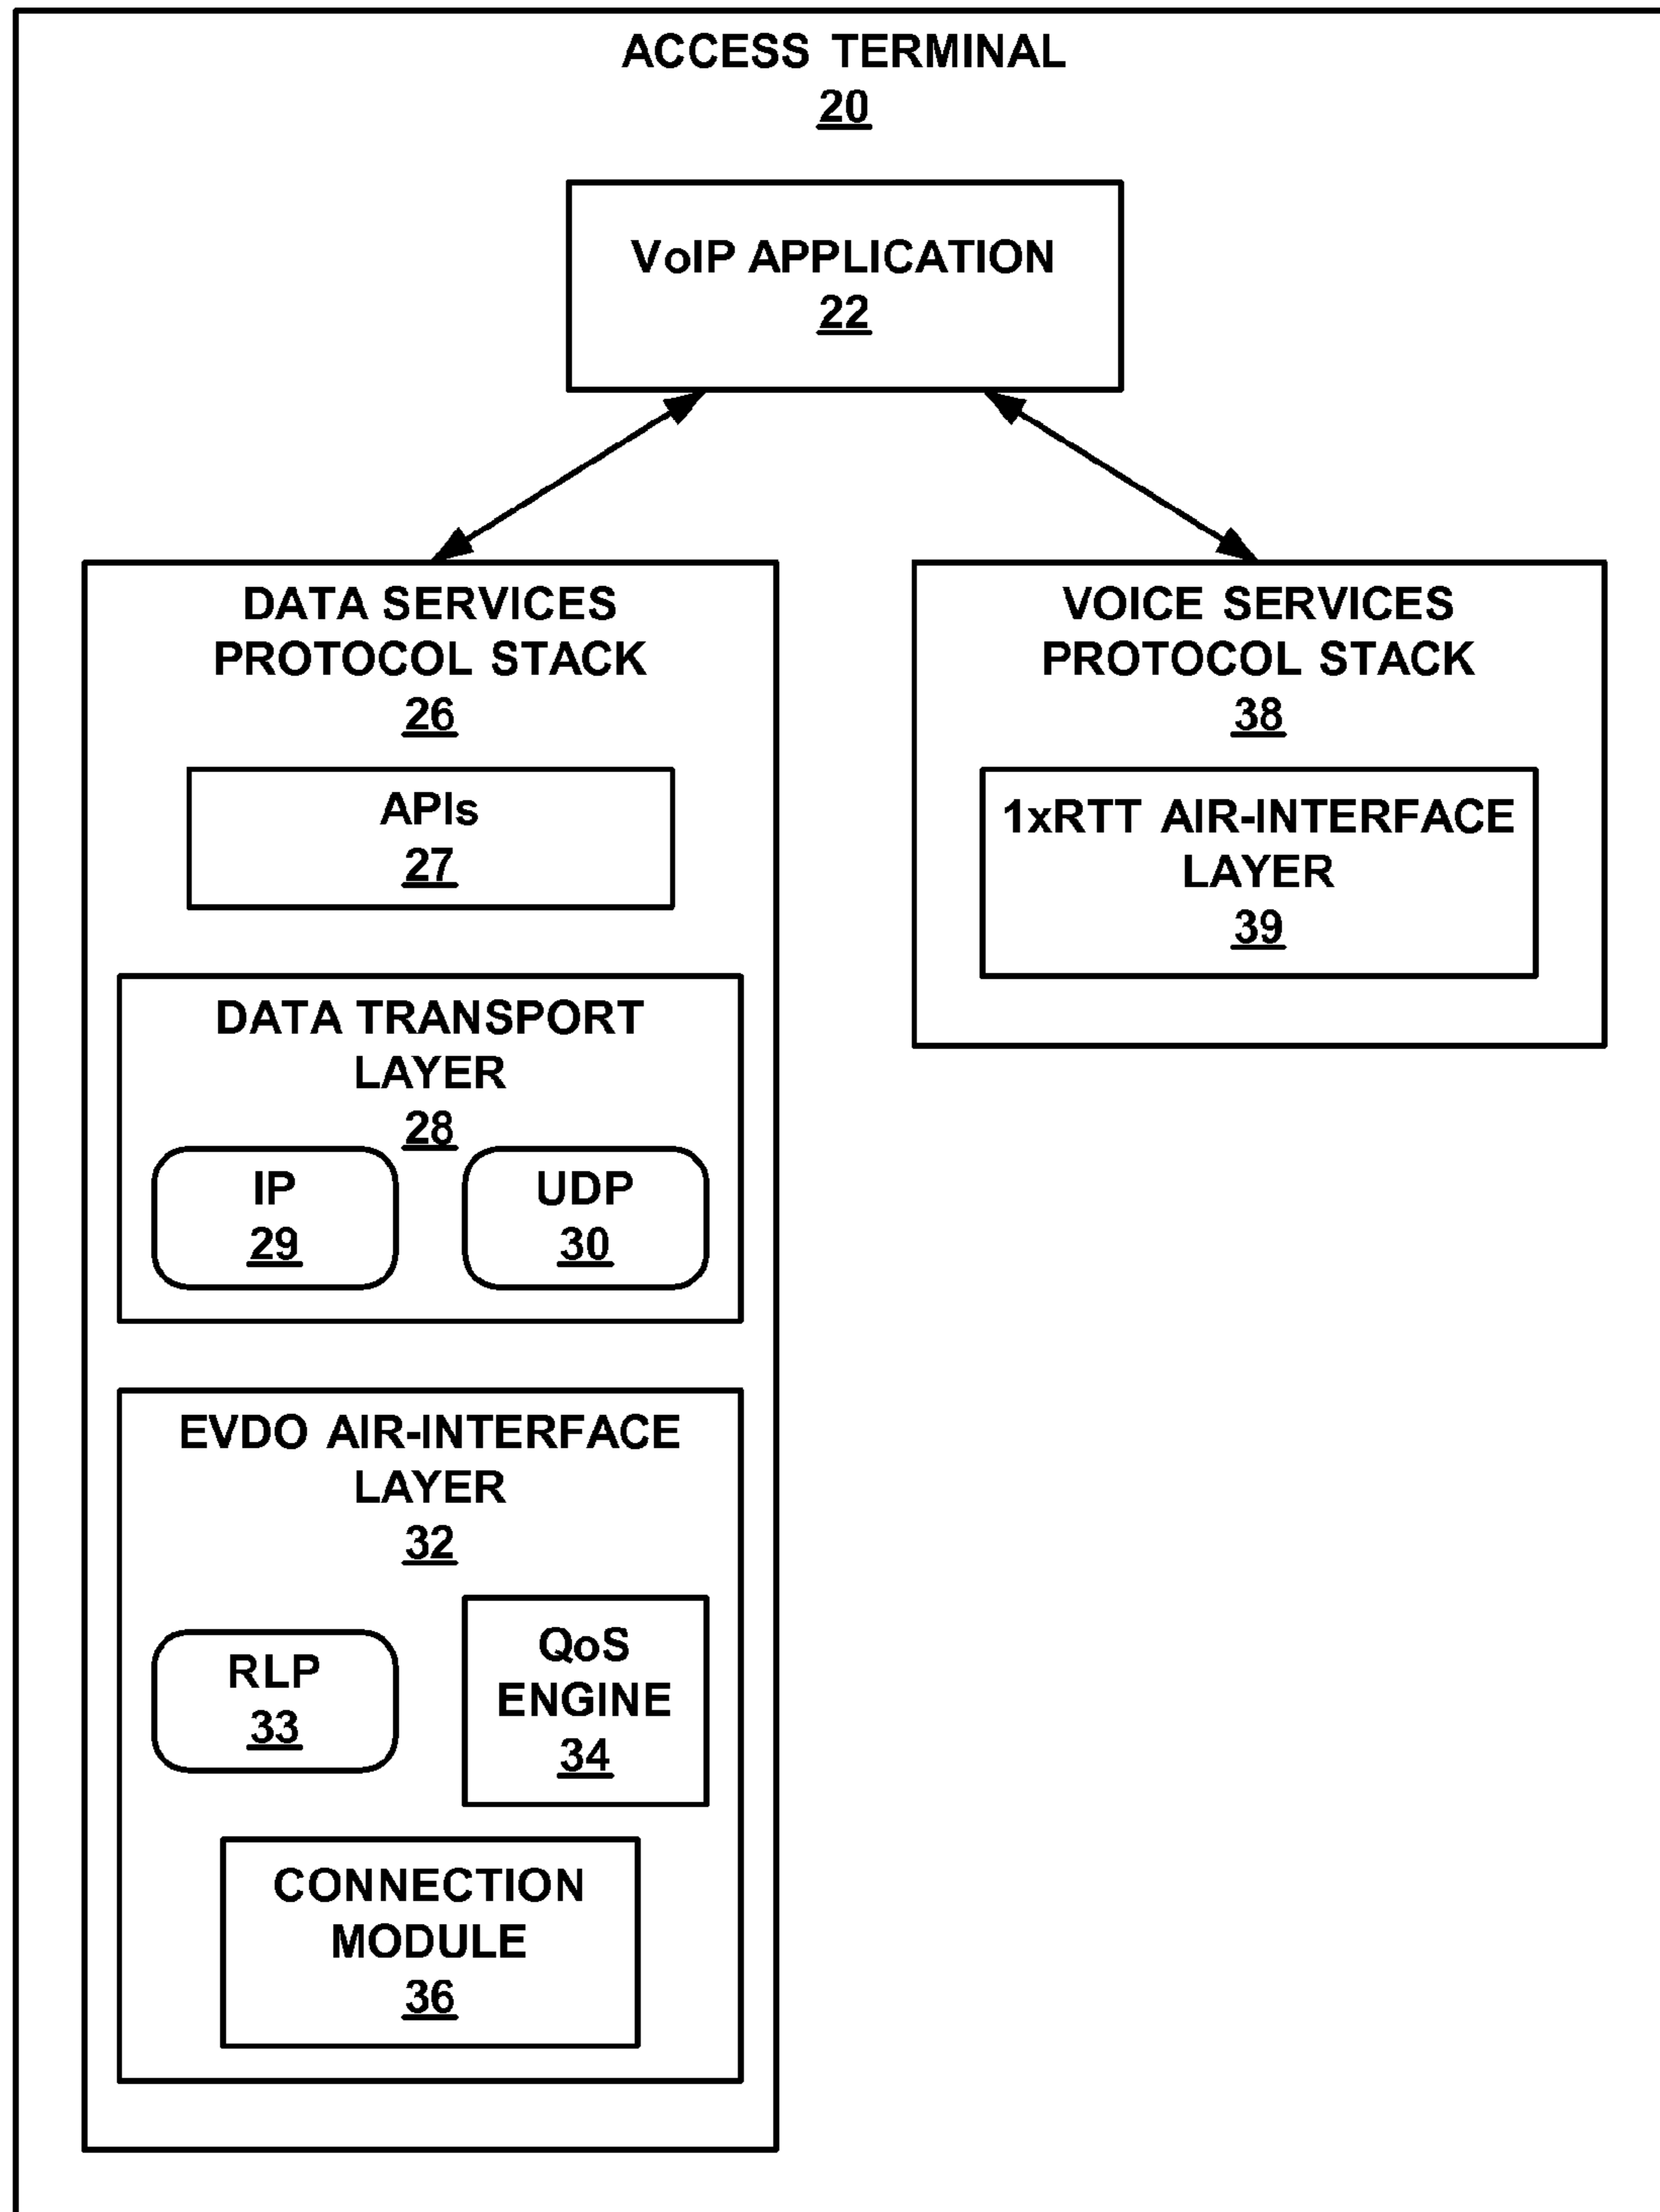 ACCESS TERMINAL
20
VoIP APPLICATION
22
DATA SERVICES
PROTOCOL STACK
26
APIs
27
DATA TRANSPORT
LAYER
28
IP
29
UDP
30
EVDO AIR-INTERFACE
LAYER
32
RLP
33
QoS
ENGINE
34
CONNECTION
MODULE
36
VOICE SERVICES
PROTOCOL STACK
38
1xRTT AIR-INTERFACE
LAYER
39